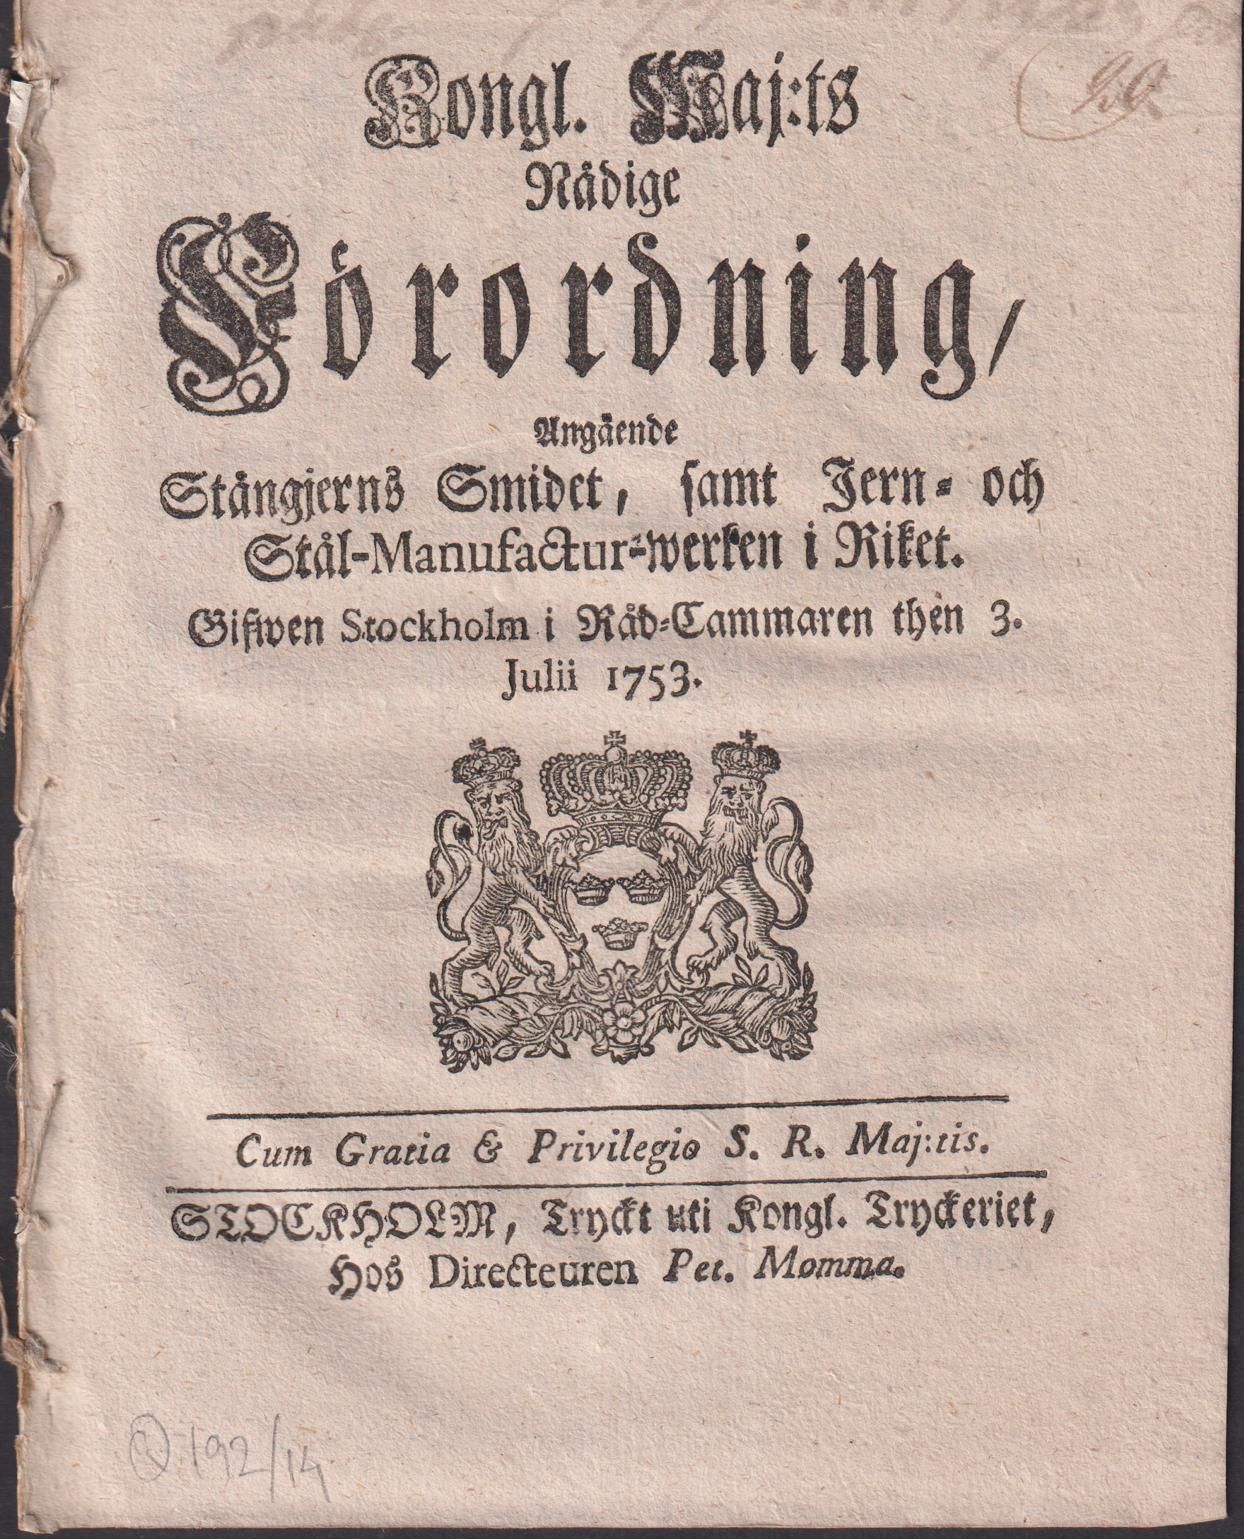 Kongl. Maj:ts
Nådige
Förordning/
Angående
Stångjerns Smidet, samt Jern- och
Stål-Manufactur-werken i Riket.
Gifwen Stockholm i Råd-Cammaren then 3.
Julii 1753.
Cum Gratia & Privilegio S. R. Maj:tis.
STOCKHOLM, Tryckt uti Kongl. Tryckeriet,
Hos Directeuren Pet. Momma.
Q 192/14